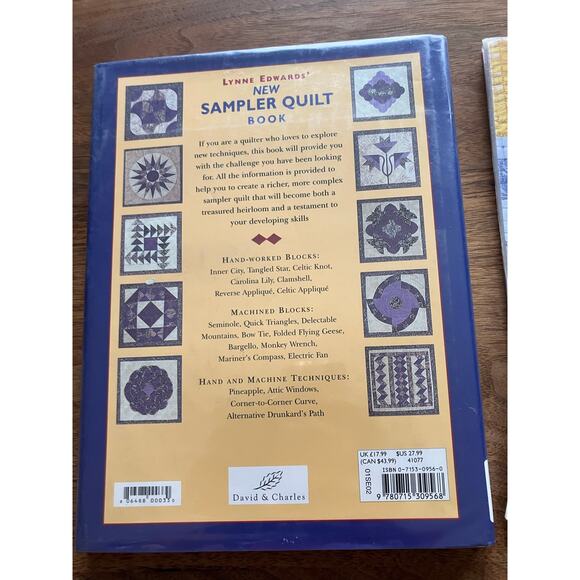 LYNNE EDWARDS'
NEW
SAMPLER QUILT
BOOK
If you are a quilter who loves to explore
new techniques, this book will provide you
with the challenge you have been looking
for. All the information is provided to
help you to create a richer, more complex
sampler quilt that will become both a
treasured heirloom and a testament to
your developing skills
HAND-WORKED BLOCKS:
Inner City, Tangled Star, Celtic Knot,
Carolina Lily, Clamshell,
Reverse Appliqué, Celtic Appliqué
MACHINED BLOCKS:
Seminole, Quick Triangles, Delectable
Mountains, Bow Tie, Folded Flying Geese,
Bargello, Monkey Wrench,
Mariner's Compass, Electric Fan
HAND AND MACHINE TECHNIQUES:
Pineapple, Attic Windows,
Corner-to-Corner Curve,
Alternative Drunkard's Path
David & Charles
UK £17.99 $US 27.99
(CAN $43.99) 41077
ISBN 0-7153-0956-0
01SE02
9 780715 309568